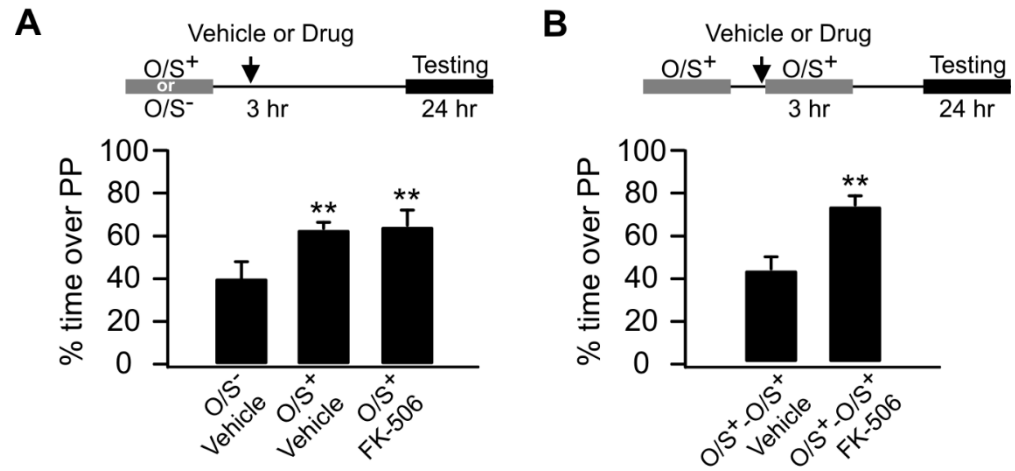 A
Vehicle or Drug
O/S⁺
or
O/S⁻
3 hr
Testing
24 hr
% time over PP
100
80
60
40
20
0
**
**
O/S⁻
Vehicle
O/S⁺
Vehicle
O/S⁺
FK-506
B
Vehicle or Drug
O/S⁺
O/S⁺
3 hr
Testing
24 hr
% time over PP
100
80
60
40
20
0
**
O/S⁺-O/S⁺
Vehicle
O/S⁺-O/S⁺
FK-506